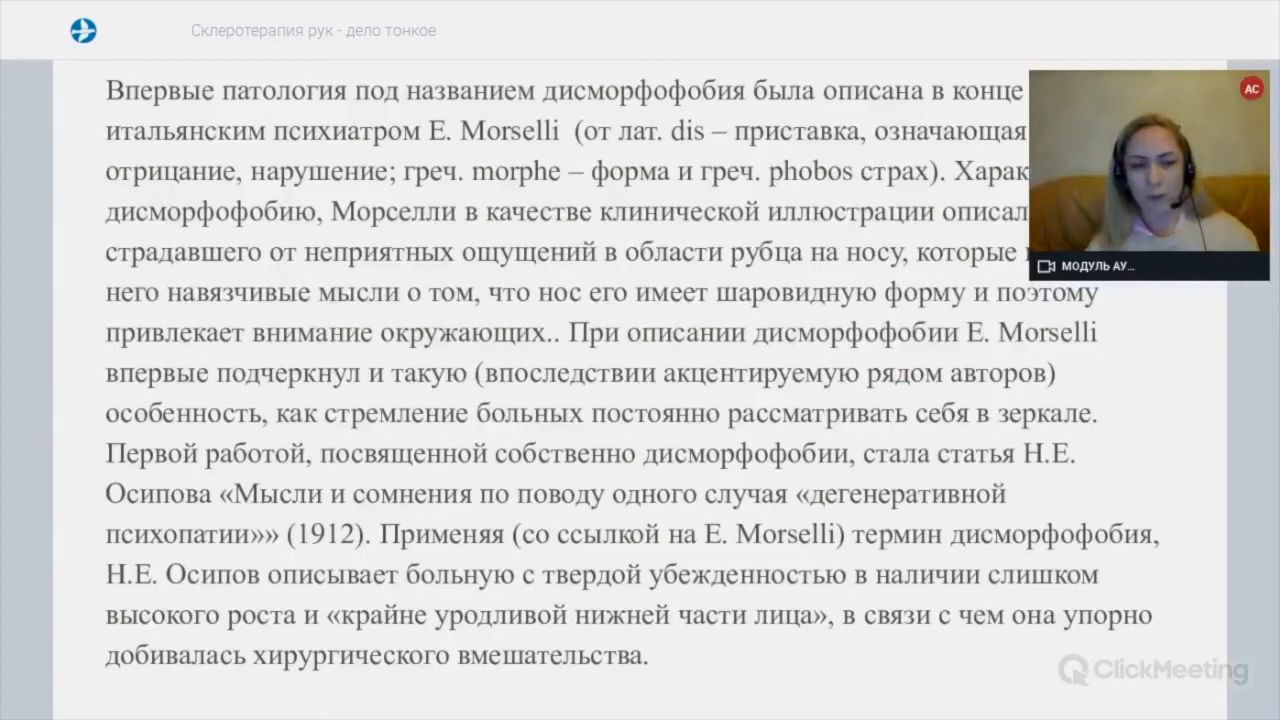 Склеротерапия рук - дело тонкое
Впервые патология под названием дисморфофобия была описана в конце
итальянским психиатром Е. Morselli (от лат. dis – приставка, означающая
отрицание, нарушение; греч. morphe – форма и греч. phobos страх).
дисморфофобию, Морселли в качестве клинической иллюстрации описал
страдавшего от неприятных ощущений в области рубца на носу, которые
него навязчивые мысли о том, что нос его имеет шаровидную форму и поэтому
привлекает внимание окружающих.. При описании дисморфофобии Е. Morselli
впервые подчеркнул и такую (впоследствии акцентируемую рядом авторов)
особенность, как стремление больных постоянно рассматривать себя в зеркале.
Первой работой, посвященной собственно дисморфофобии, стала статья Н.Е.
Осипова «Мысли и сомнения по поводу одного случая «дегенеративной
психопатии»» (1912). Применяя (со ссылкой на Е. Morselli) термин дисморфофобия,
Н.Е. Осипов описывает больную с твердой убежденностью в наличии слишком
высокого роста и «крайне уродливой нижней части лица», в связи с чем она упорно
добивалась хирургического вмешательства.
АС
МОДУЛЬ АУ...
ClickMeeting